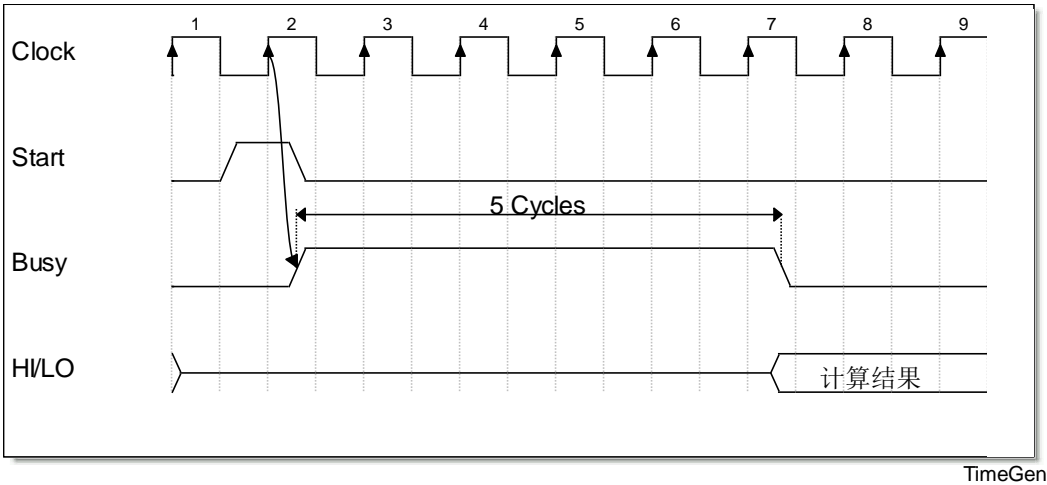 1 2 3 4 5 6 7 8 9
Clock
Start
5 Cycles
Busy
HI/LO
计算结果
TimeGen